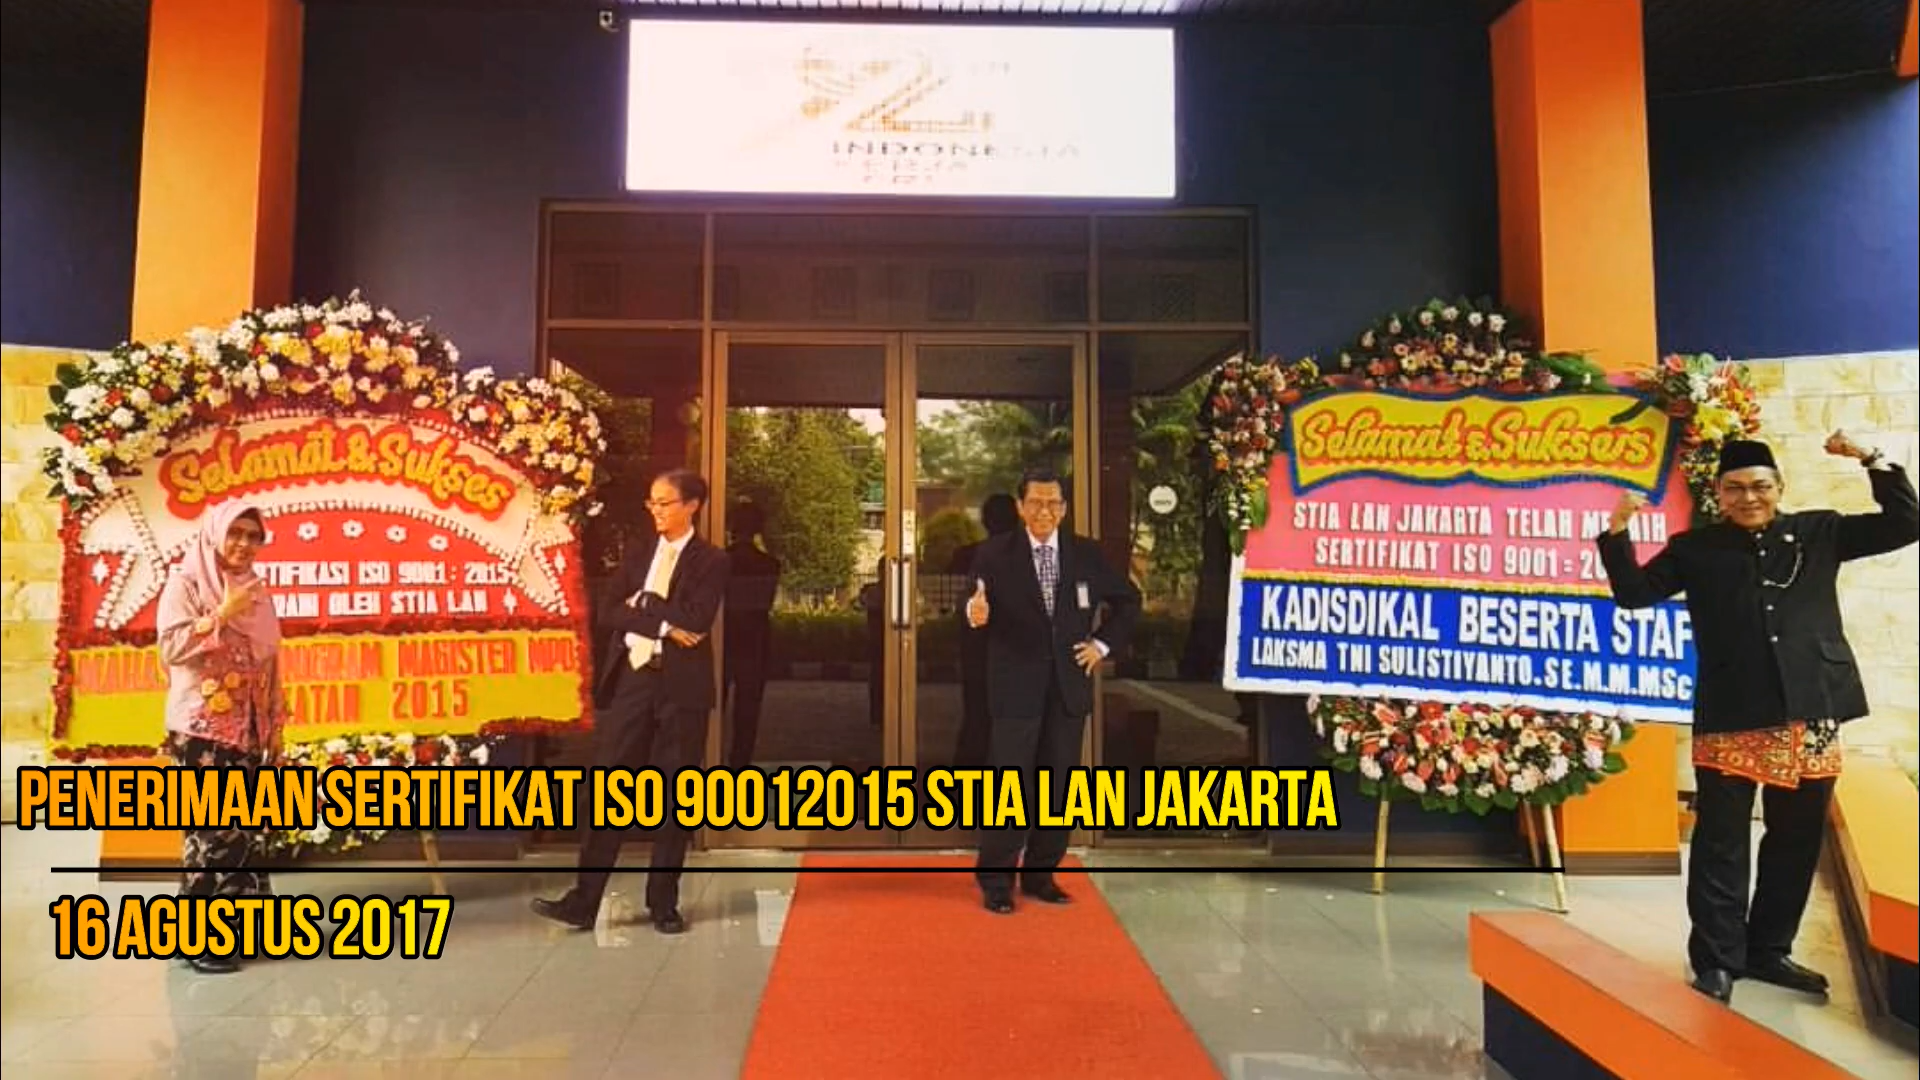 INDONESIA
Selamat & Sukses
TIFIKASI ISO 9001 : 2015
OLEH STIA LAN
MAGISTER
2015
Selamat & Sukses
STIA LAN JAKARTA TELAH
SERTIFIKAT ISO 9001 : 20
KADISDIKAL BESERTA STAF
LAKSMA TNI SULISTIYANTO.SE.M.M.MSc
PENERIMAAN SERTIFIKAT ISO 90012015 STIA LAN JAKARTA
16 AGUSTUS 2017